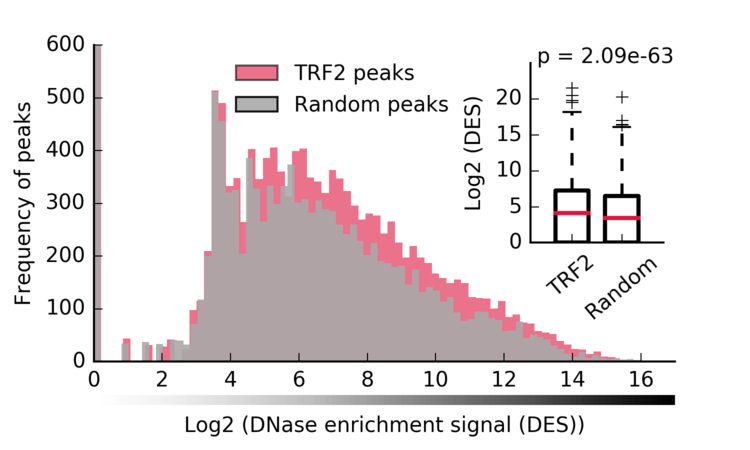 p = 2.09e-63
TRF2 peaks
Random peaks
Frequency of peaks
600
500
400
300
200
100
0
0 2 4 6 8 10 12 14 16
Log2 (DNase enrichment signal (DES))
Log2 (DES)
20
15
10
5
0
TRF2 Random